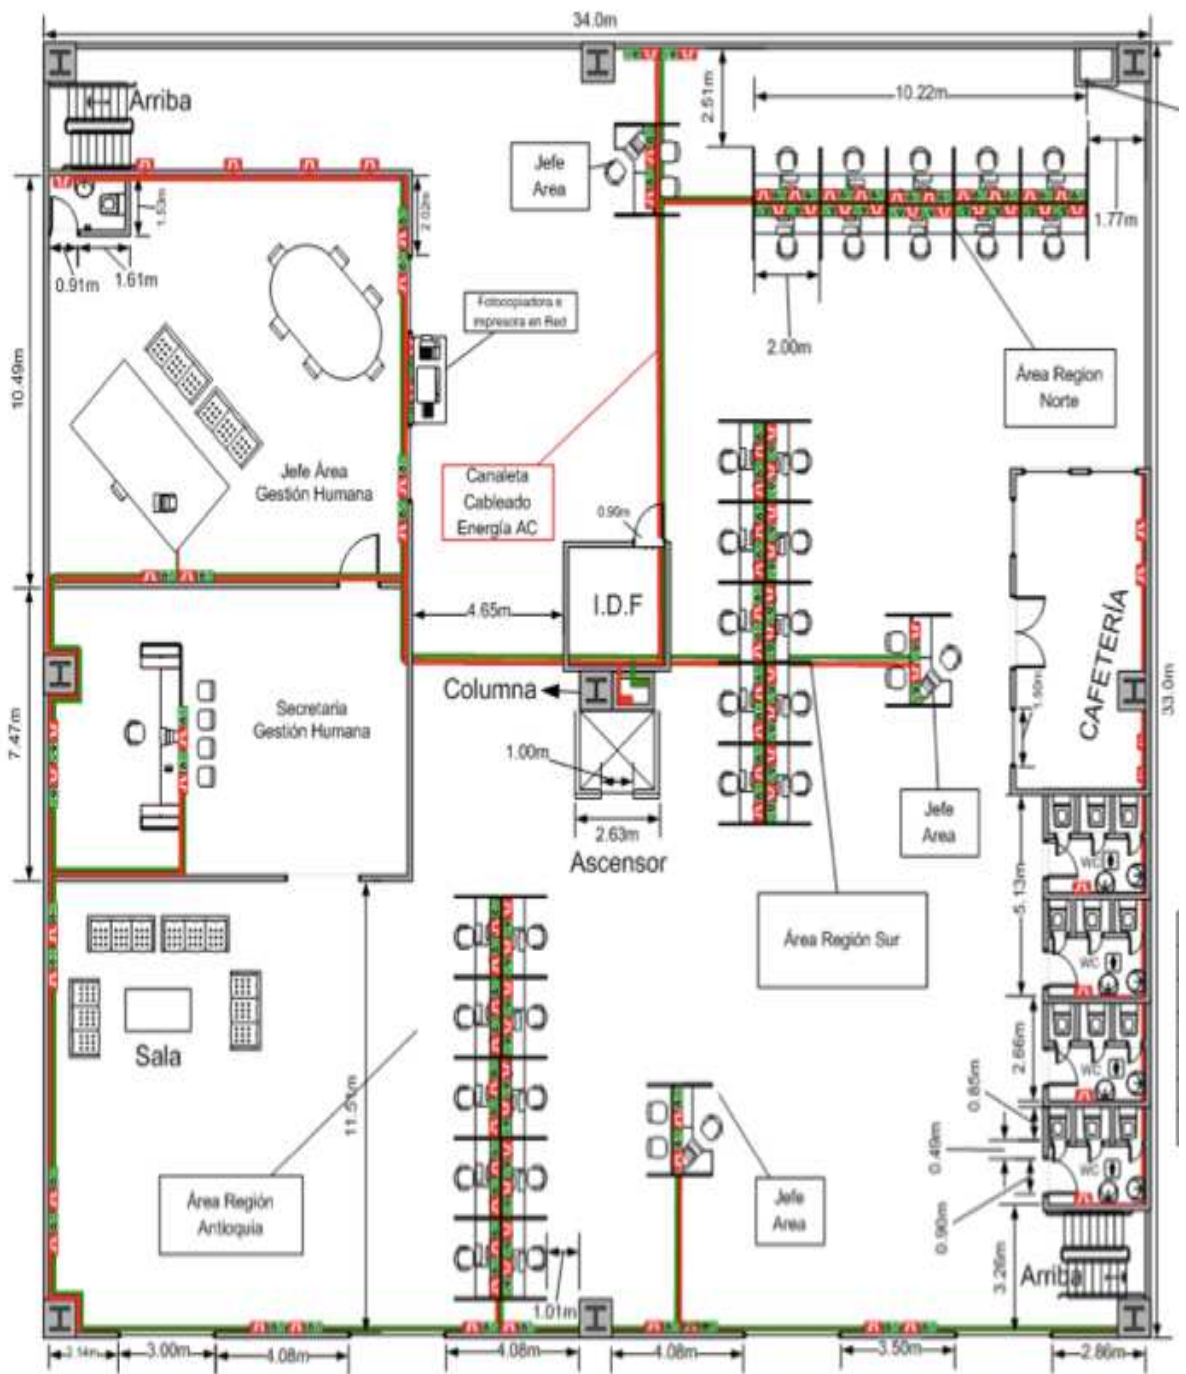 34.0m
Arriba
10.22m
2.51m
Jefe
Area
1.53m
2.02m
1.77m
0.91m
1.61m
Fotocopiadora e
Impresora en Red
2.00m
Área Region
Norte
10.49m
Jefe Área
Gestión Humana
Canaleta
Cableado
Energía AC
0.90m
I.D.F
4.65m
CAFETERÍA
Columna
1.50m
33.0m
Secretaria
Gestión Humana
7.47m
1.00m
2.63m
Ascensor
Jefe
Area
WC
5.13m
Área Región Sur
WC
Sala
2.66m
WC
0.85m
11.51m
0.49m
WC
Área Región
Antioquia
Jefe
Area
0.90m
3.26m
Arriba
1.01m
3.00m
4.08m
4.08m
4.08m
3.50m
2.86m